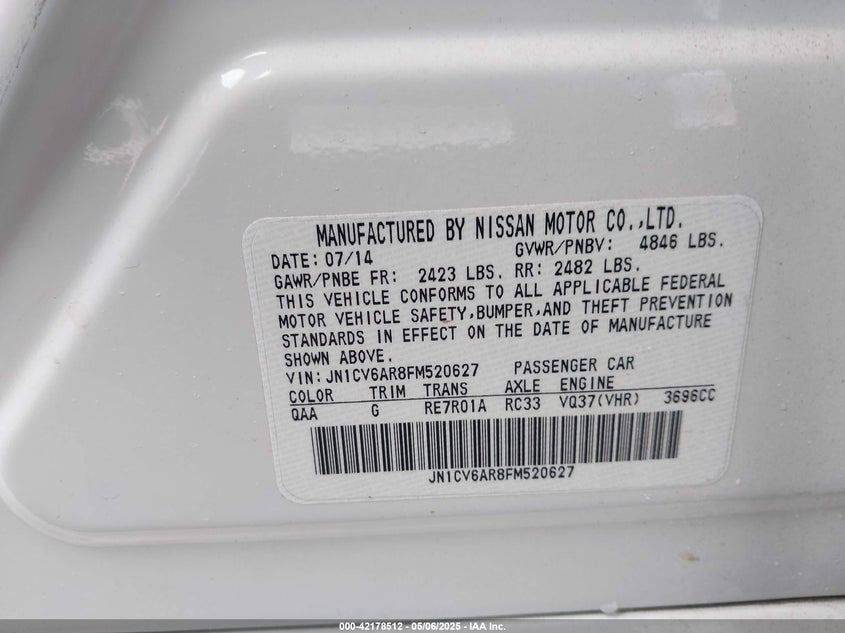 MANUFACTURED BY NISSAN MOTOR CO.,LTD.
DATE: 07/14 GVWR/PNBV: 4846 LBS.
GAWR/PNBE FR: 2423 LBS. RR: 2482 LBS.
THIS VEHICLE CONFORMS TO ALL APPLICABLE FEDERAL
MOTOR VEHICLE SAFETY,BUMPER,AND THEFT PREVENTION
STANDARDS IN EFFECT ON THE DATE OF MANUFACTURE
SHOWN ABOVE.
VIN: JN1CV6AR8FM520627 PASSENGER CAR
COLOR TRIM TRANS AXLE ENGINE
QAA G RE7R01A RC33 VQ37(VHR) 3696CC
JN1CV6AR8FM520627
000-42178512 - 05/06/2025 - IAA Inc.